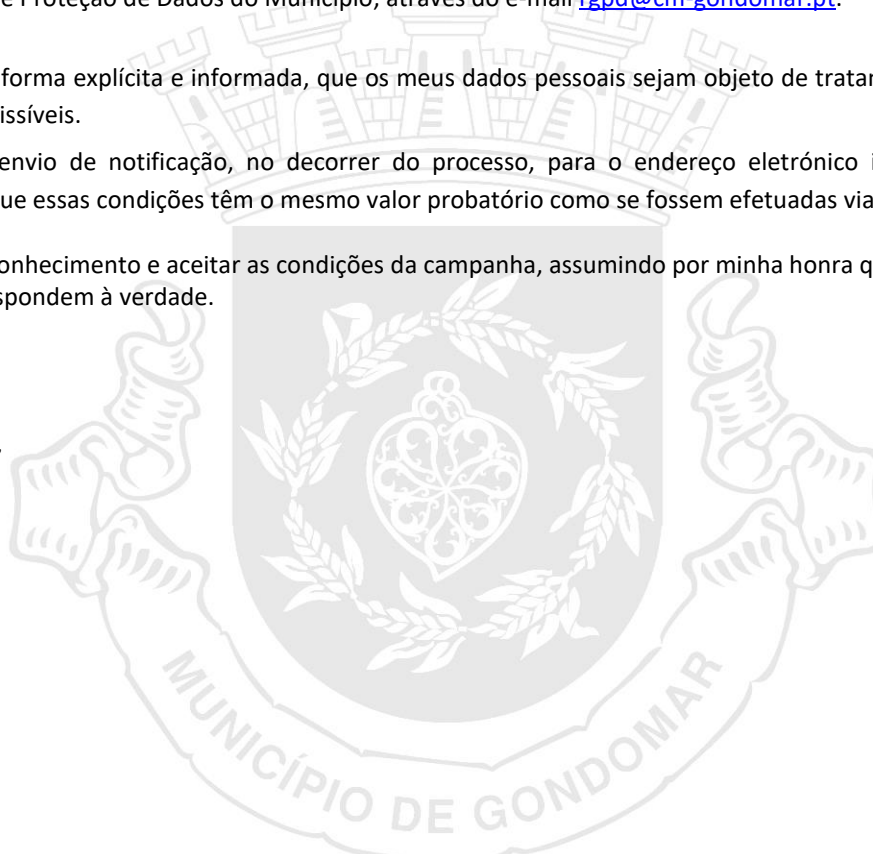 e Proteção de Dados do Município, através do e-mail rgpd@cm-gondomar.pt.
forma explícita e informada, que os meus dados pessoais sejam objeto de tratar
issíveis.
envio de notificação, no decorrer do processo, para o endereço eletrónico i
ue essas condições têm o mesmo valor probatório como se fossem efetuadas via
onhecimento e aceitar as condições da campanha, assumindo por minha honra q
spondem à verdade.
MUNICÍPIO DE GONDOMAR